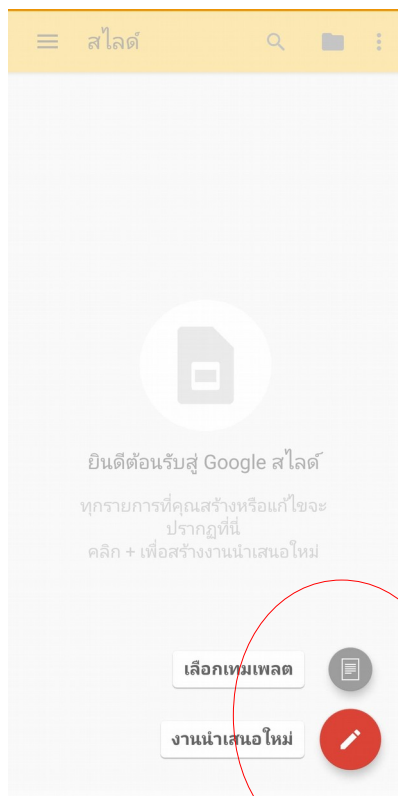 สไลด์
ยินดีต้อนรับสู่ Google สไลด์
ทุกรายการที่คุณสร้างหรือแก้ไขจะ
ปรากฏที่นี่
คลิก + เพื่อสร้างงานนำเสนอใหม่
เลือกเทมเพลต
งานนำเสนอใหม่